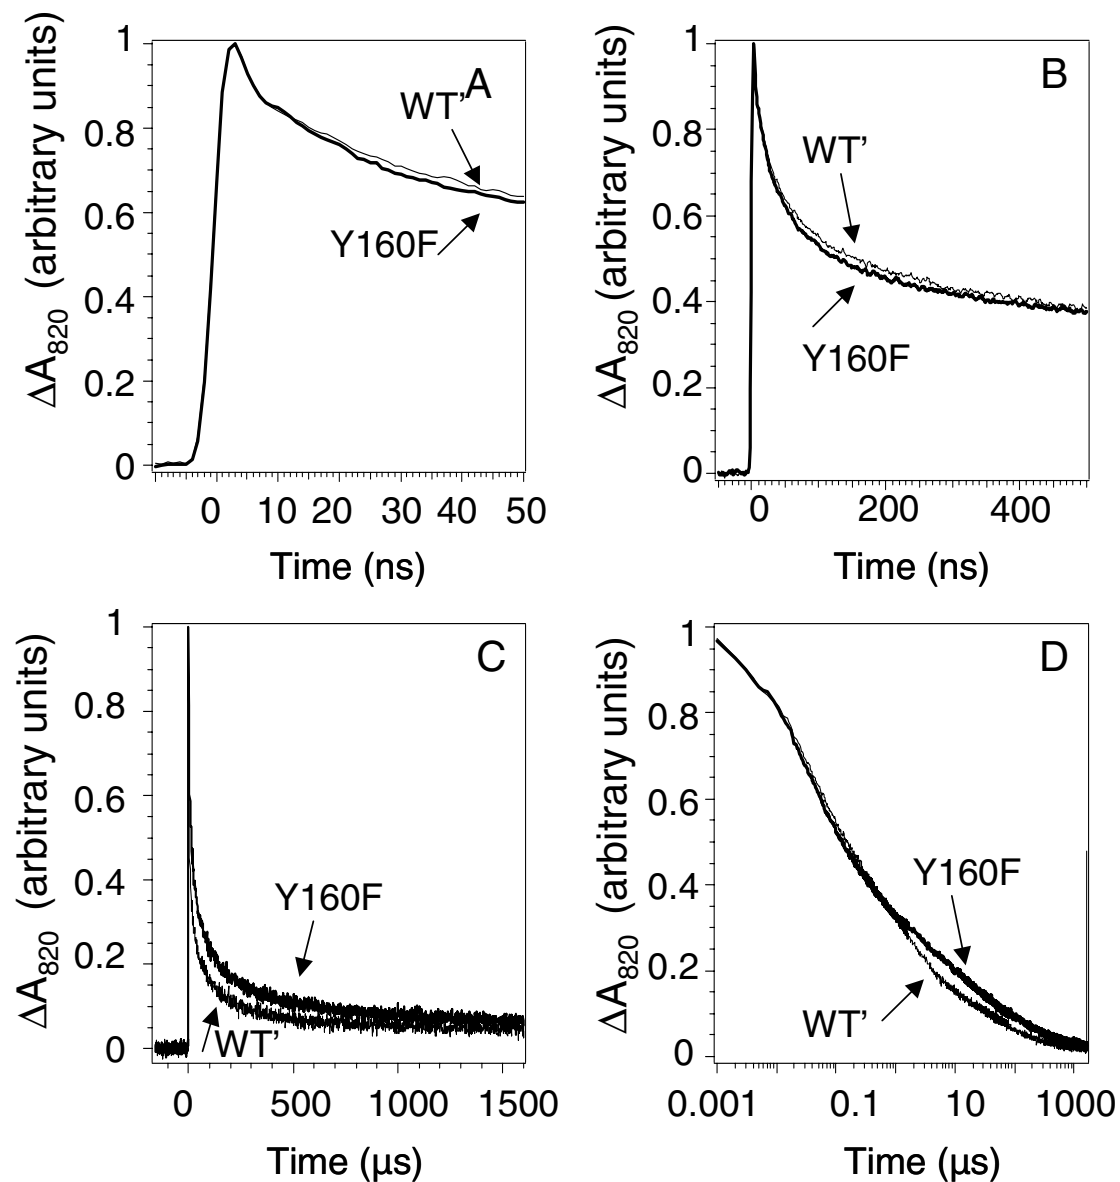 A
ΔA820 (arbitrary units)
1
0.8
0.6
0.4
0.2
0
WT’
Y160F
0 10 20 30 40 50
Time (ns)
B
ΔA820 (arbitrary units)
1
0.8
0.6
0.4
0.2
0
WT’
Y160F
0 200 400
Time (ns)
C
ΔA820 (arbitrary units)
1
0.8
0.6
0.4
0.2
0
Y160F
WT’
0 500 1000 1500
Time (µs)
D
ΔA820 (arbitrary units)
1
0.8
0.6
0.4
0.2
0
Y160F
WT’
0.001 0.1 10 1000
Time (µs)